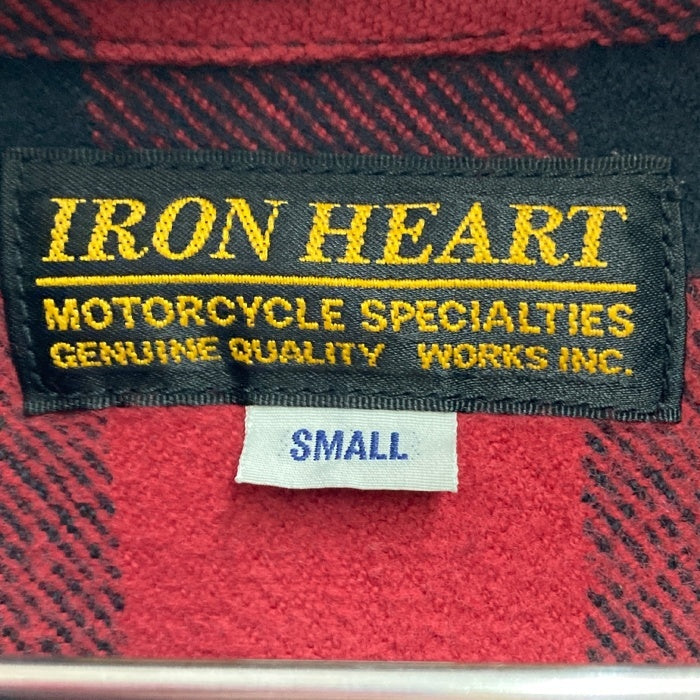 IRON HEART
MOTORCYCLE SPECIALTIES
GENUINE QUALITY WORKS INC.
SMALL